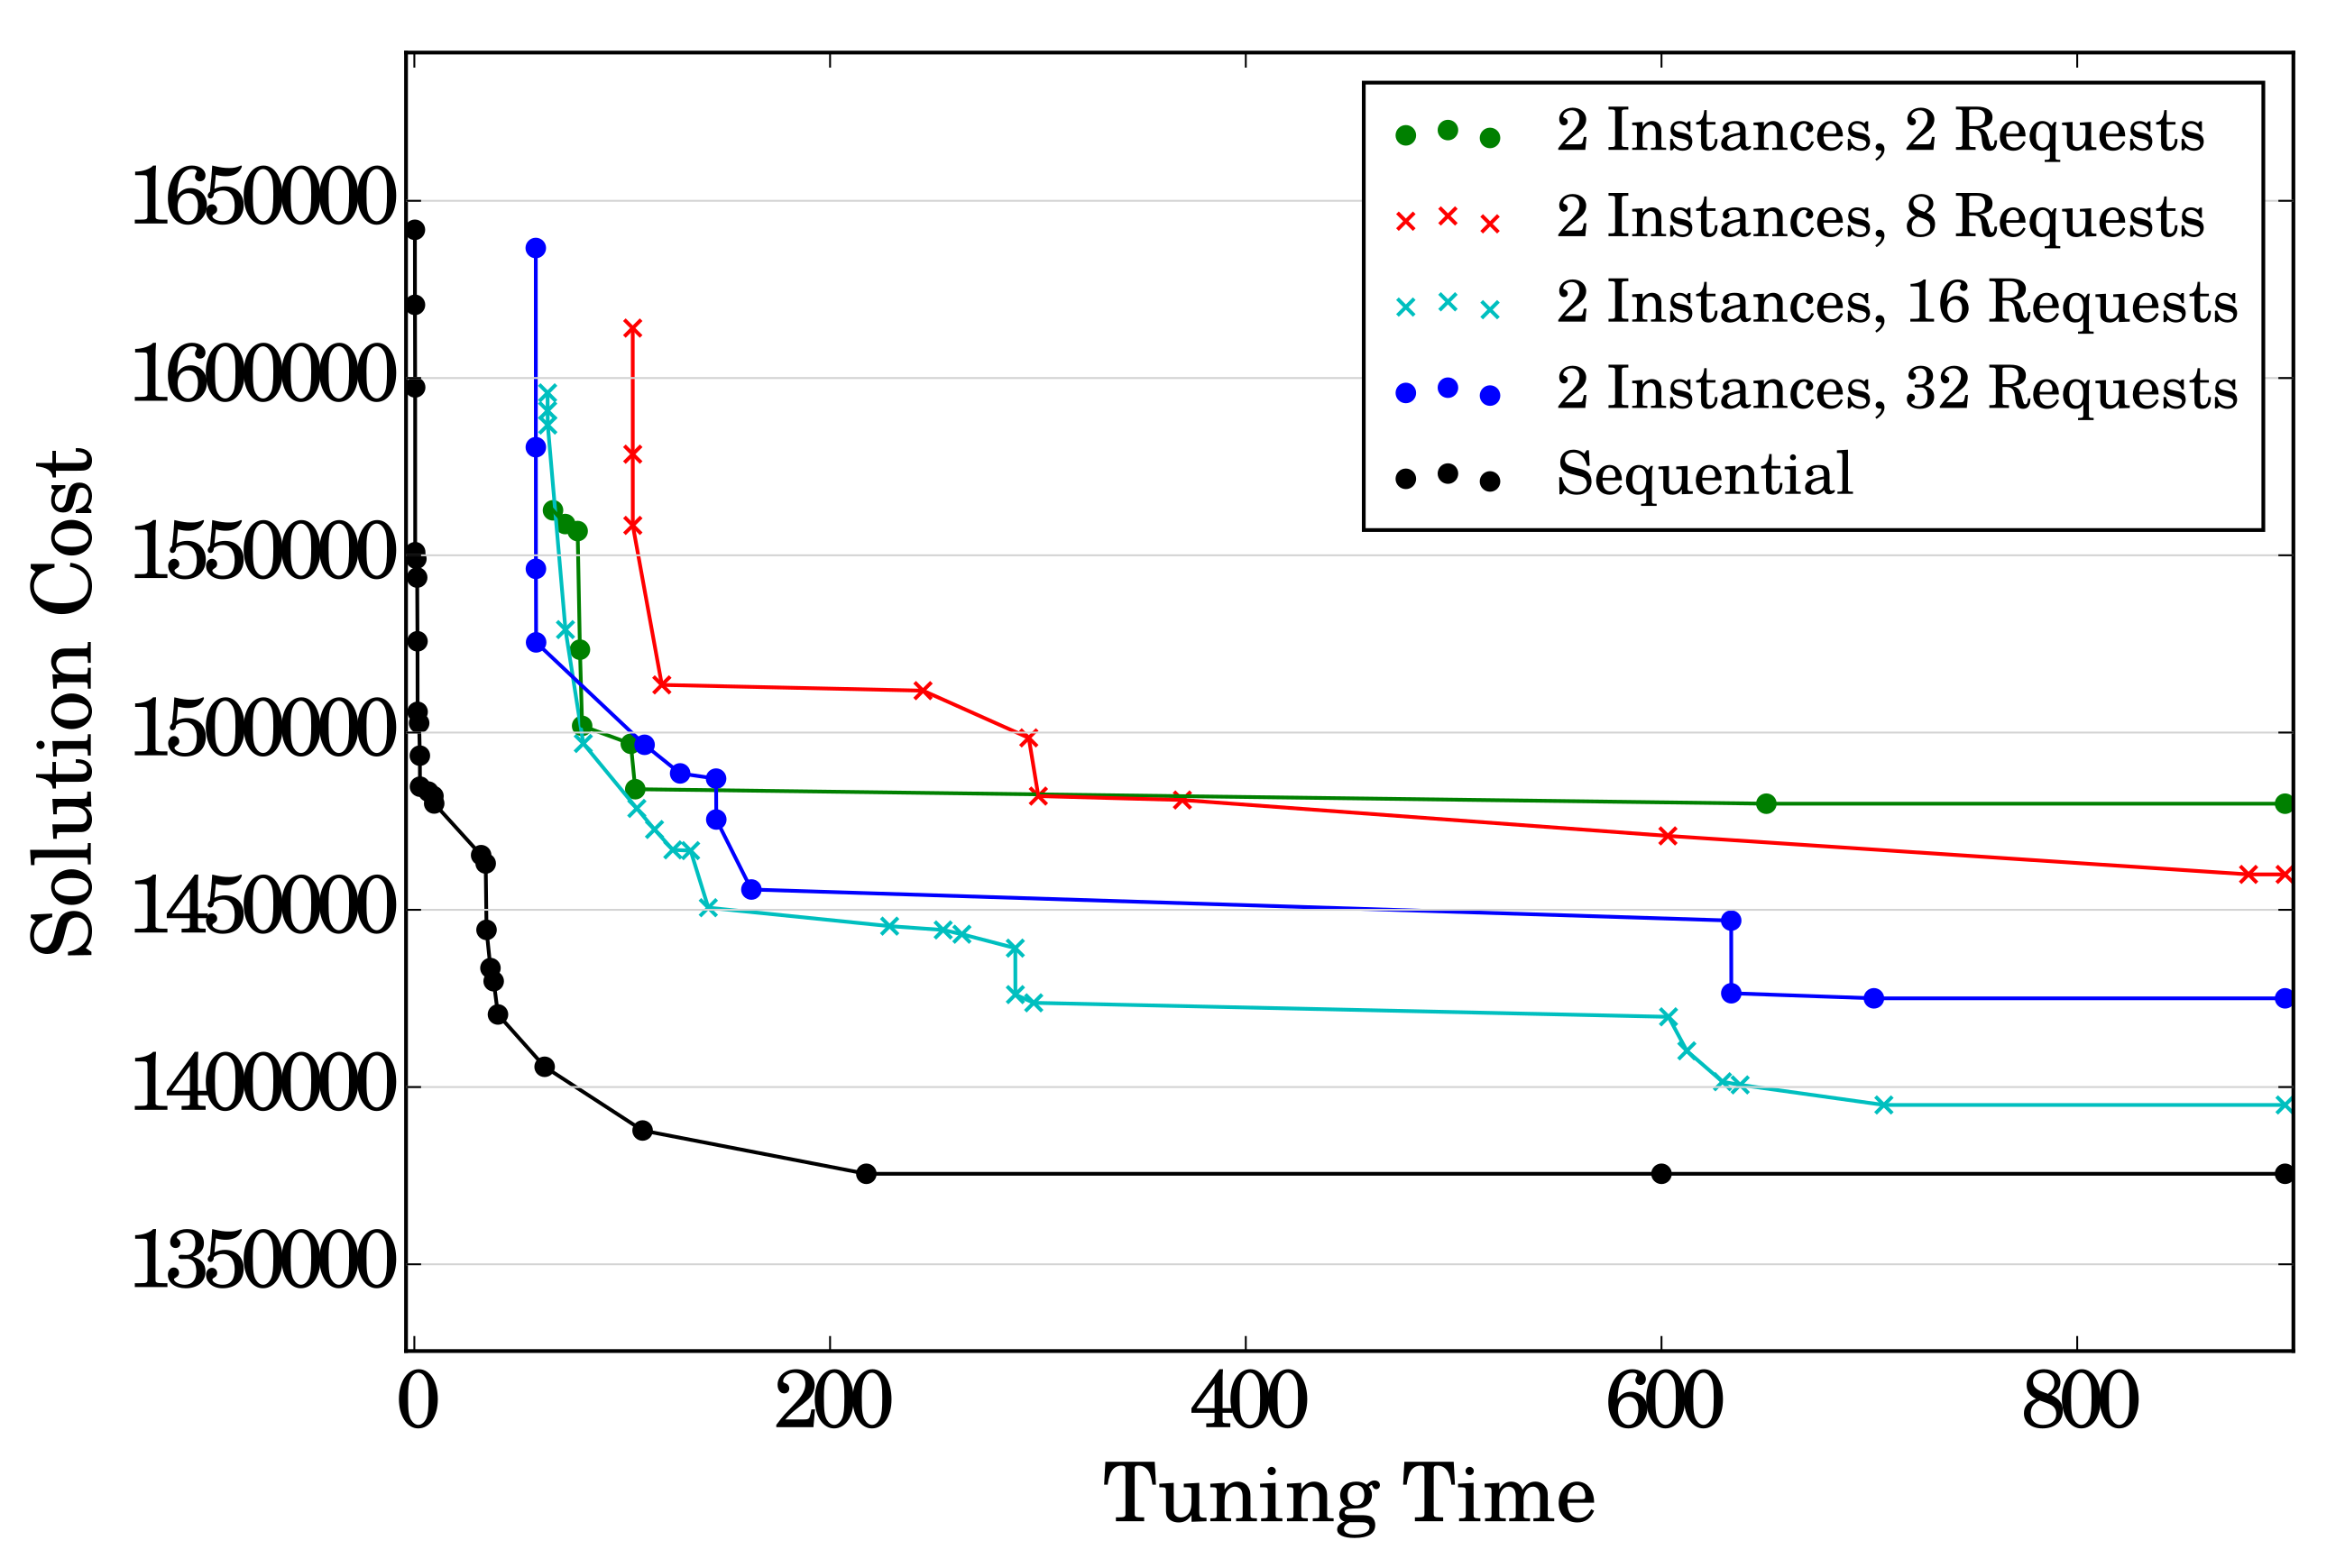 2 Instances, 2 Requests
2 Instances, 8 Requests
2 Instances, 16 Requests
2 Instances, 32 Requests
Sequential
Solution Cost
1650000
1600000
1550000
1500000
1450000
1400000
1350000
0 200 400 600 800
Tuning Time